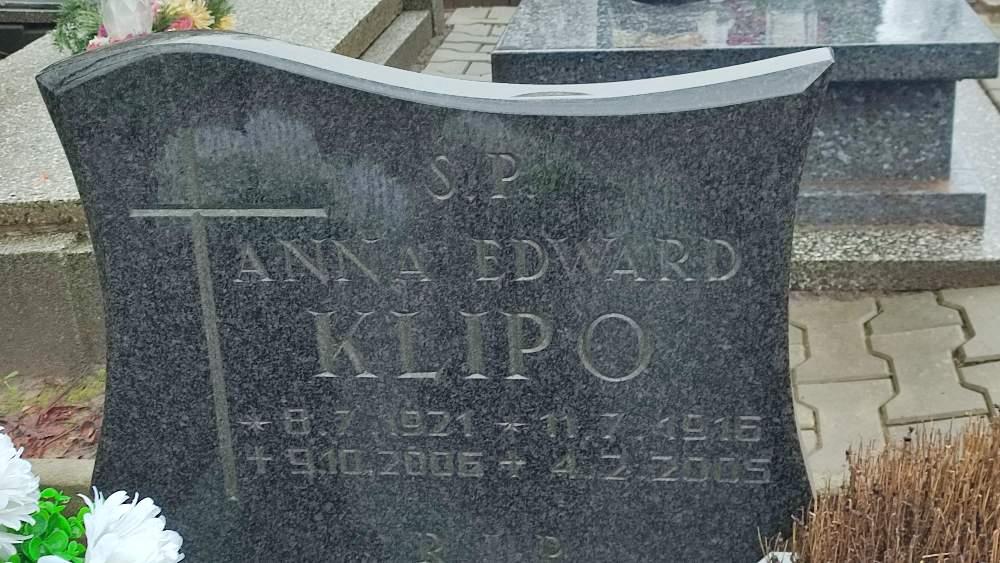 S.P.
ANNA EDWARD
KLIPO
* 8.7.1921 * 11.7.1916
+ 9.10.2006 + 4.2.2005
R.I.P.